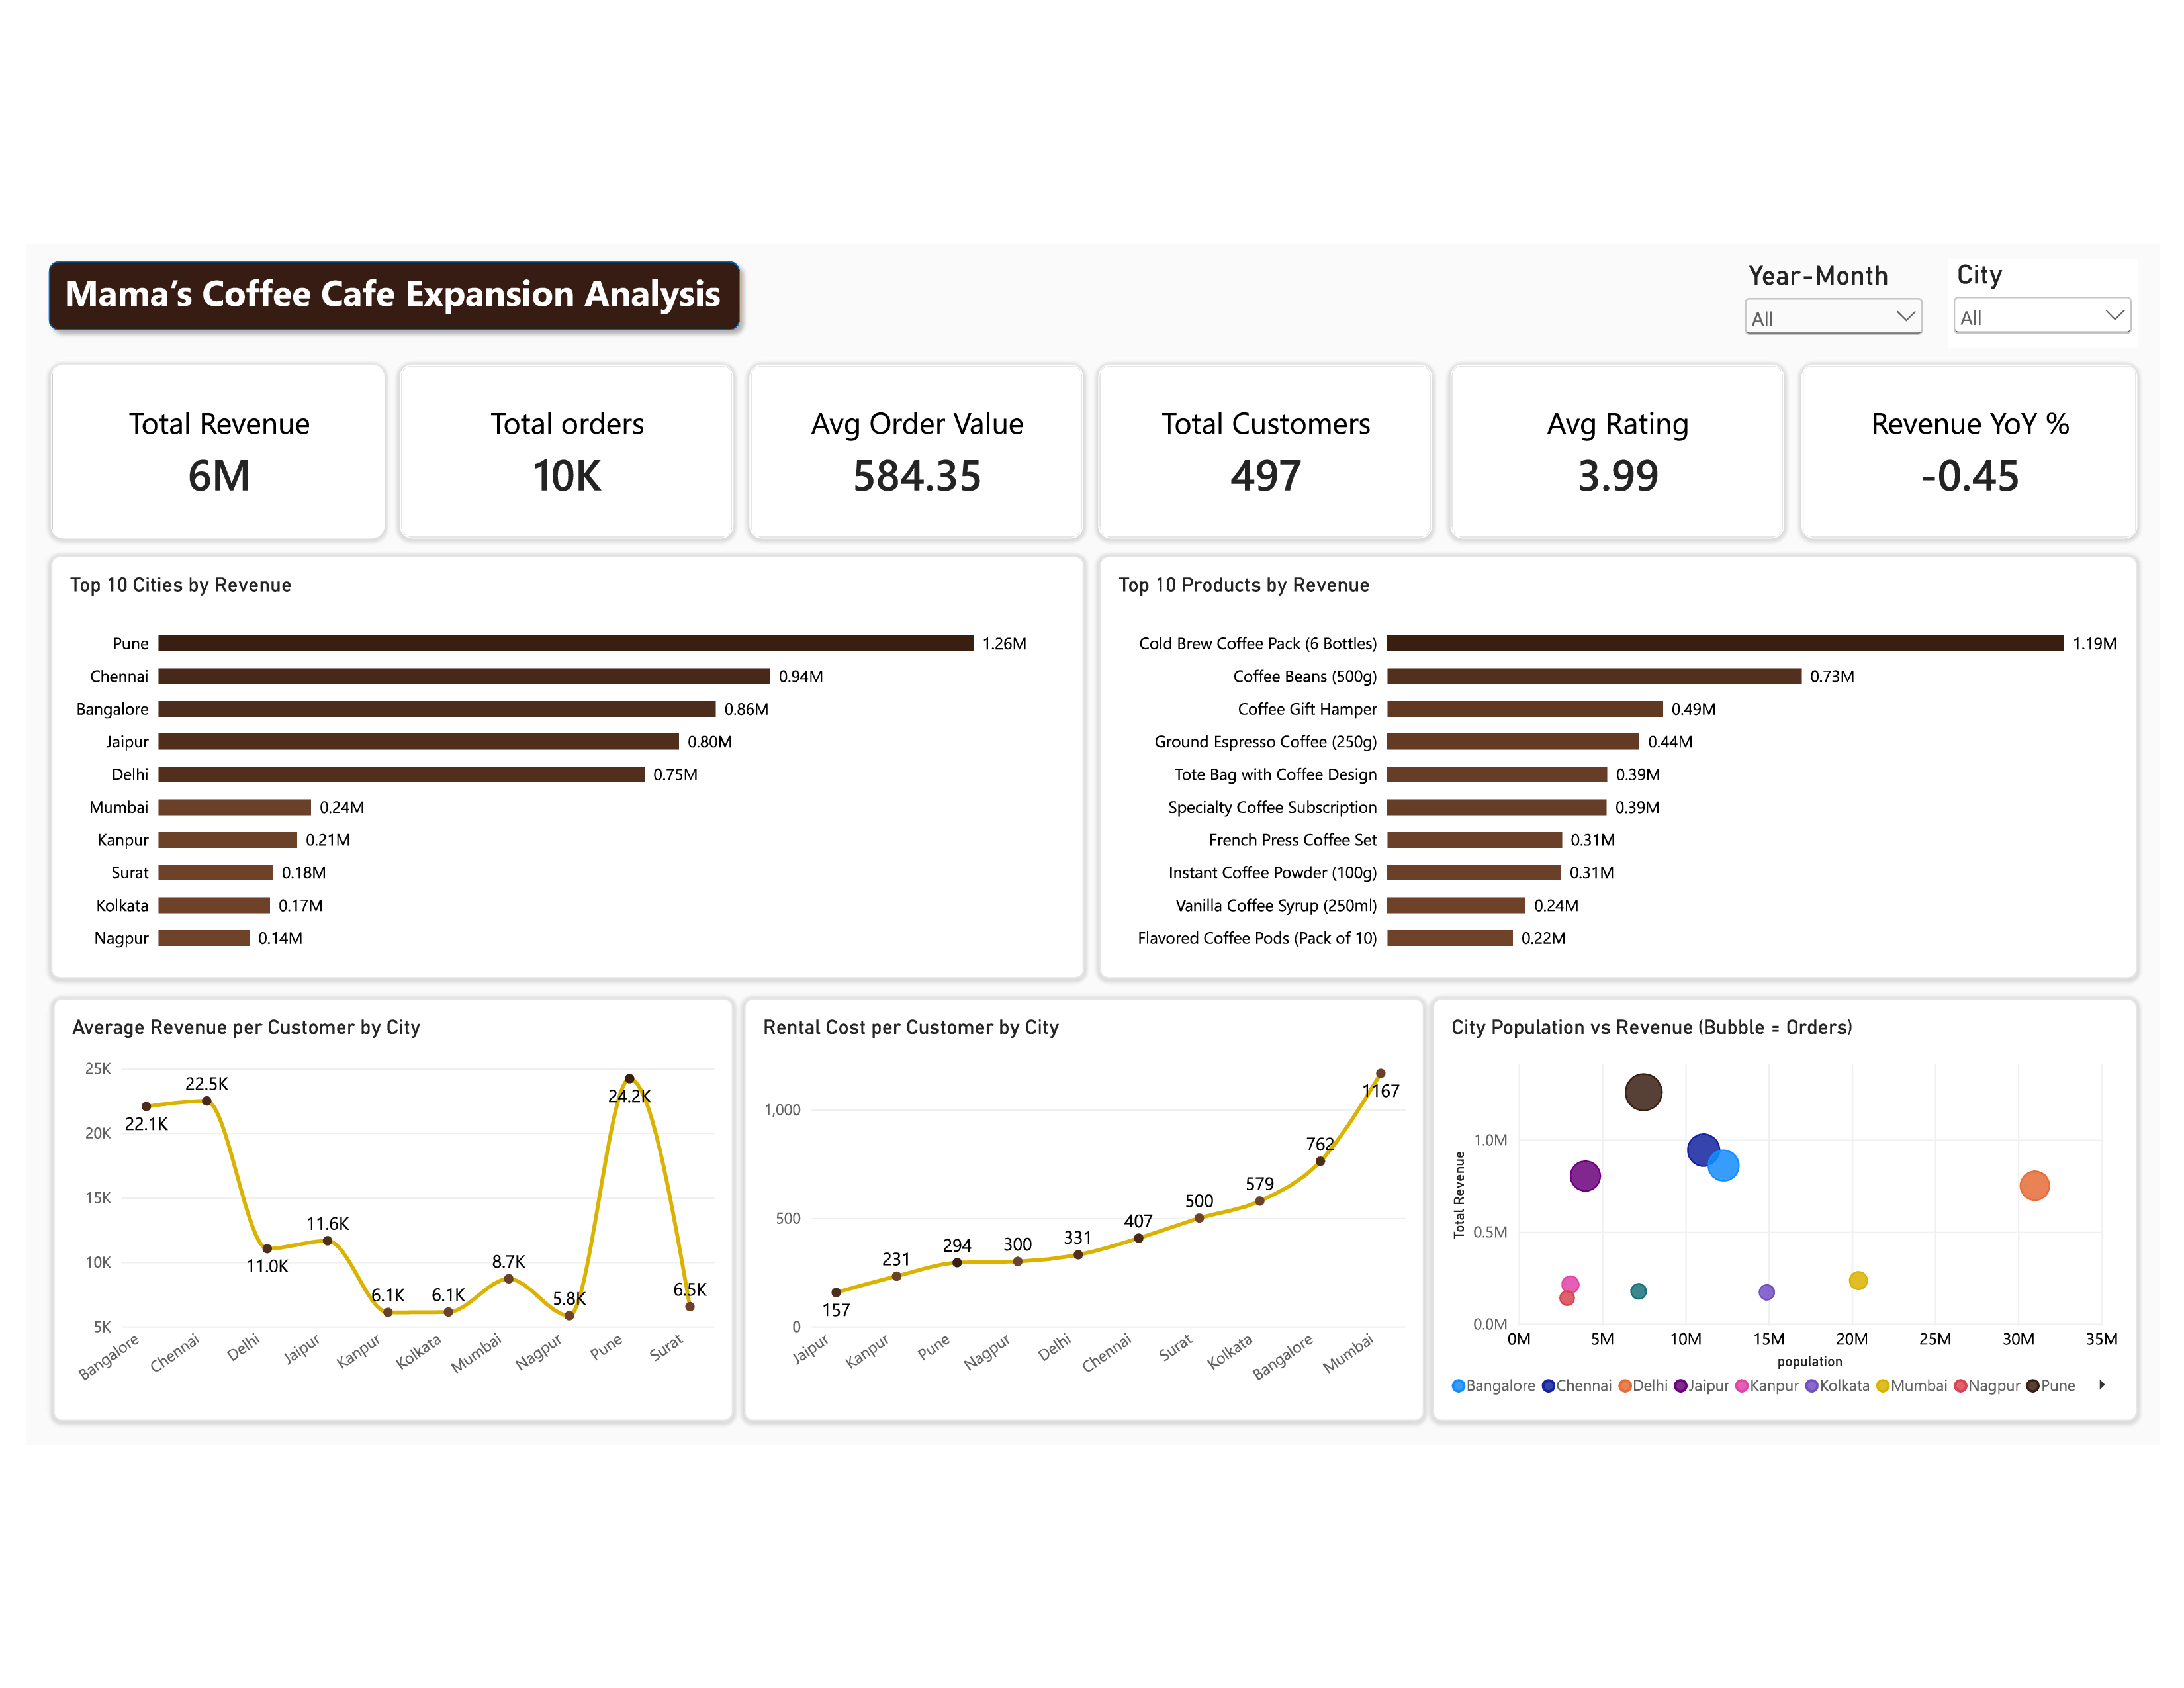 Mama’s Coffee Cafe Expansion Analysis
Year-Month
All
City
All
Total Revenue
6M
Total orders
10K
Avg Order Value
584.35
Total Customers
497
Avg Rating
3.99
Revenue YoY %
-0.45
Top 10 Cities by Revenue
Pune 1.26M
Chennai 0.94M
Bangalore 0.86M
Jaipur 0.80M
Delhi 0.75M
Mumbai 0.24M
Kanpur 0.21M
Surat 0.18M
Kolkata 0.17M
Nagpur 0.14M
Top 10 Products by Revenue
Cold Brew Coffee Pack (6 Bottles) 1.19M
Coffee Beans (500g) 0.73M
Coffee Gift Hamper 0.49M
Ground Espresso Coffee (250g) 0.44M
Tote Bag with Coffee Design 0.39M
Specialty Coffee Subscription 0.39M
French Press Coffee Set 0.31M
Instant Coffee Powder (100g) 0.31M
Vanilla Coffee Syrup (250ml) 0.24M
Flavored Coffee Pods (Pack of 10) 0.22M
Average Revenue per Customer by City
25K
20K
15K
10K
5K
22.1K
22.5K
11.0K
11.6K
6.1K
6.1K
8.7K
5.8K
24.2K
6.5K
Bangalore
Chennai
Delhi
Jaipur
Kanpur
Kolkata
Mumbai
Nagpur
Pune
Surat
Rental Cost per Customer by City
1,000
500
0
157
231
294
300
331
407
500
579
762
1167
Jaipur
Kanpur
Pune
Nagpur
Delhi
Chennai
Surat
Kolkata
Bangalore
Mumbai
City Population vs Revenue (Bubble = Orders)
Total Revenue
1.0M
0.5M
0.0M
0M 5M 10M 15M 20M 25M 30M 35M
population
Bangalore Chennai Delhi Jaipur Kanpur Kolkata Mumbai Nagpur Pune